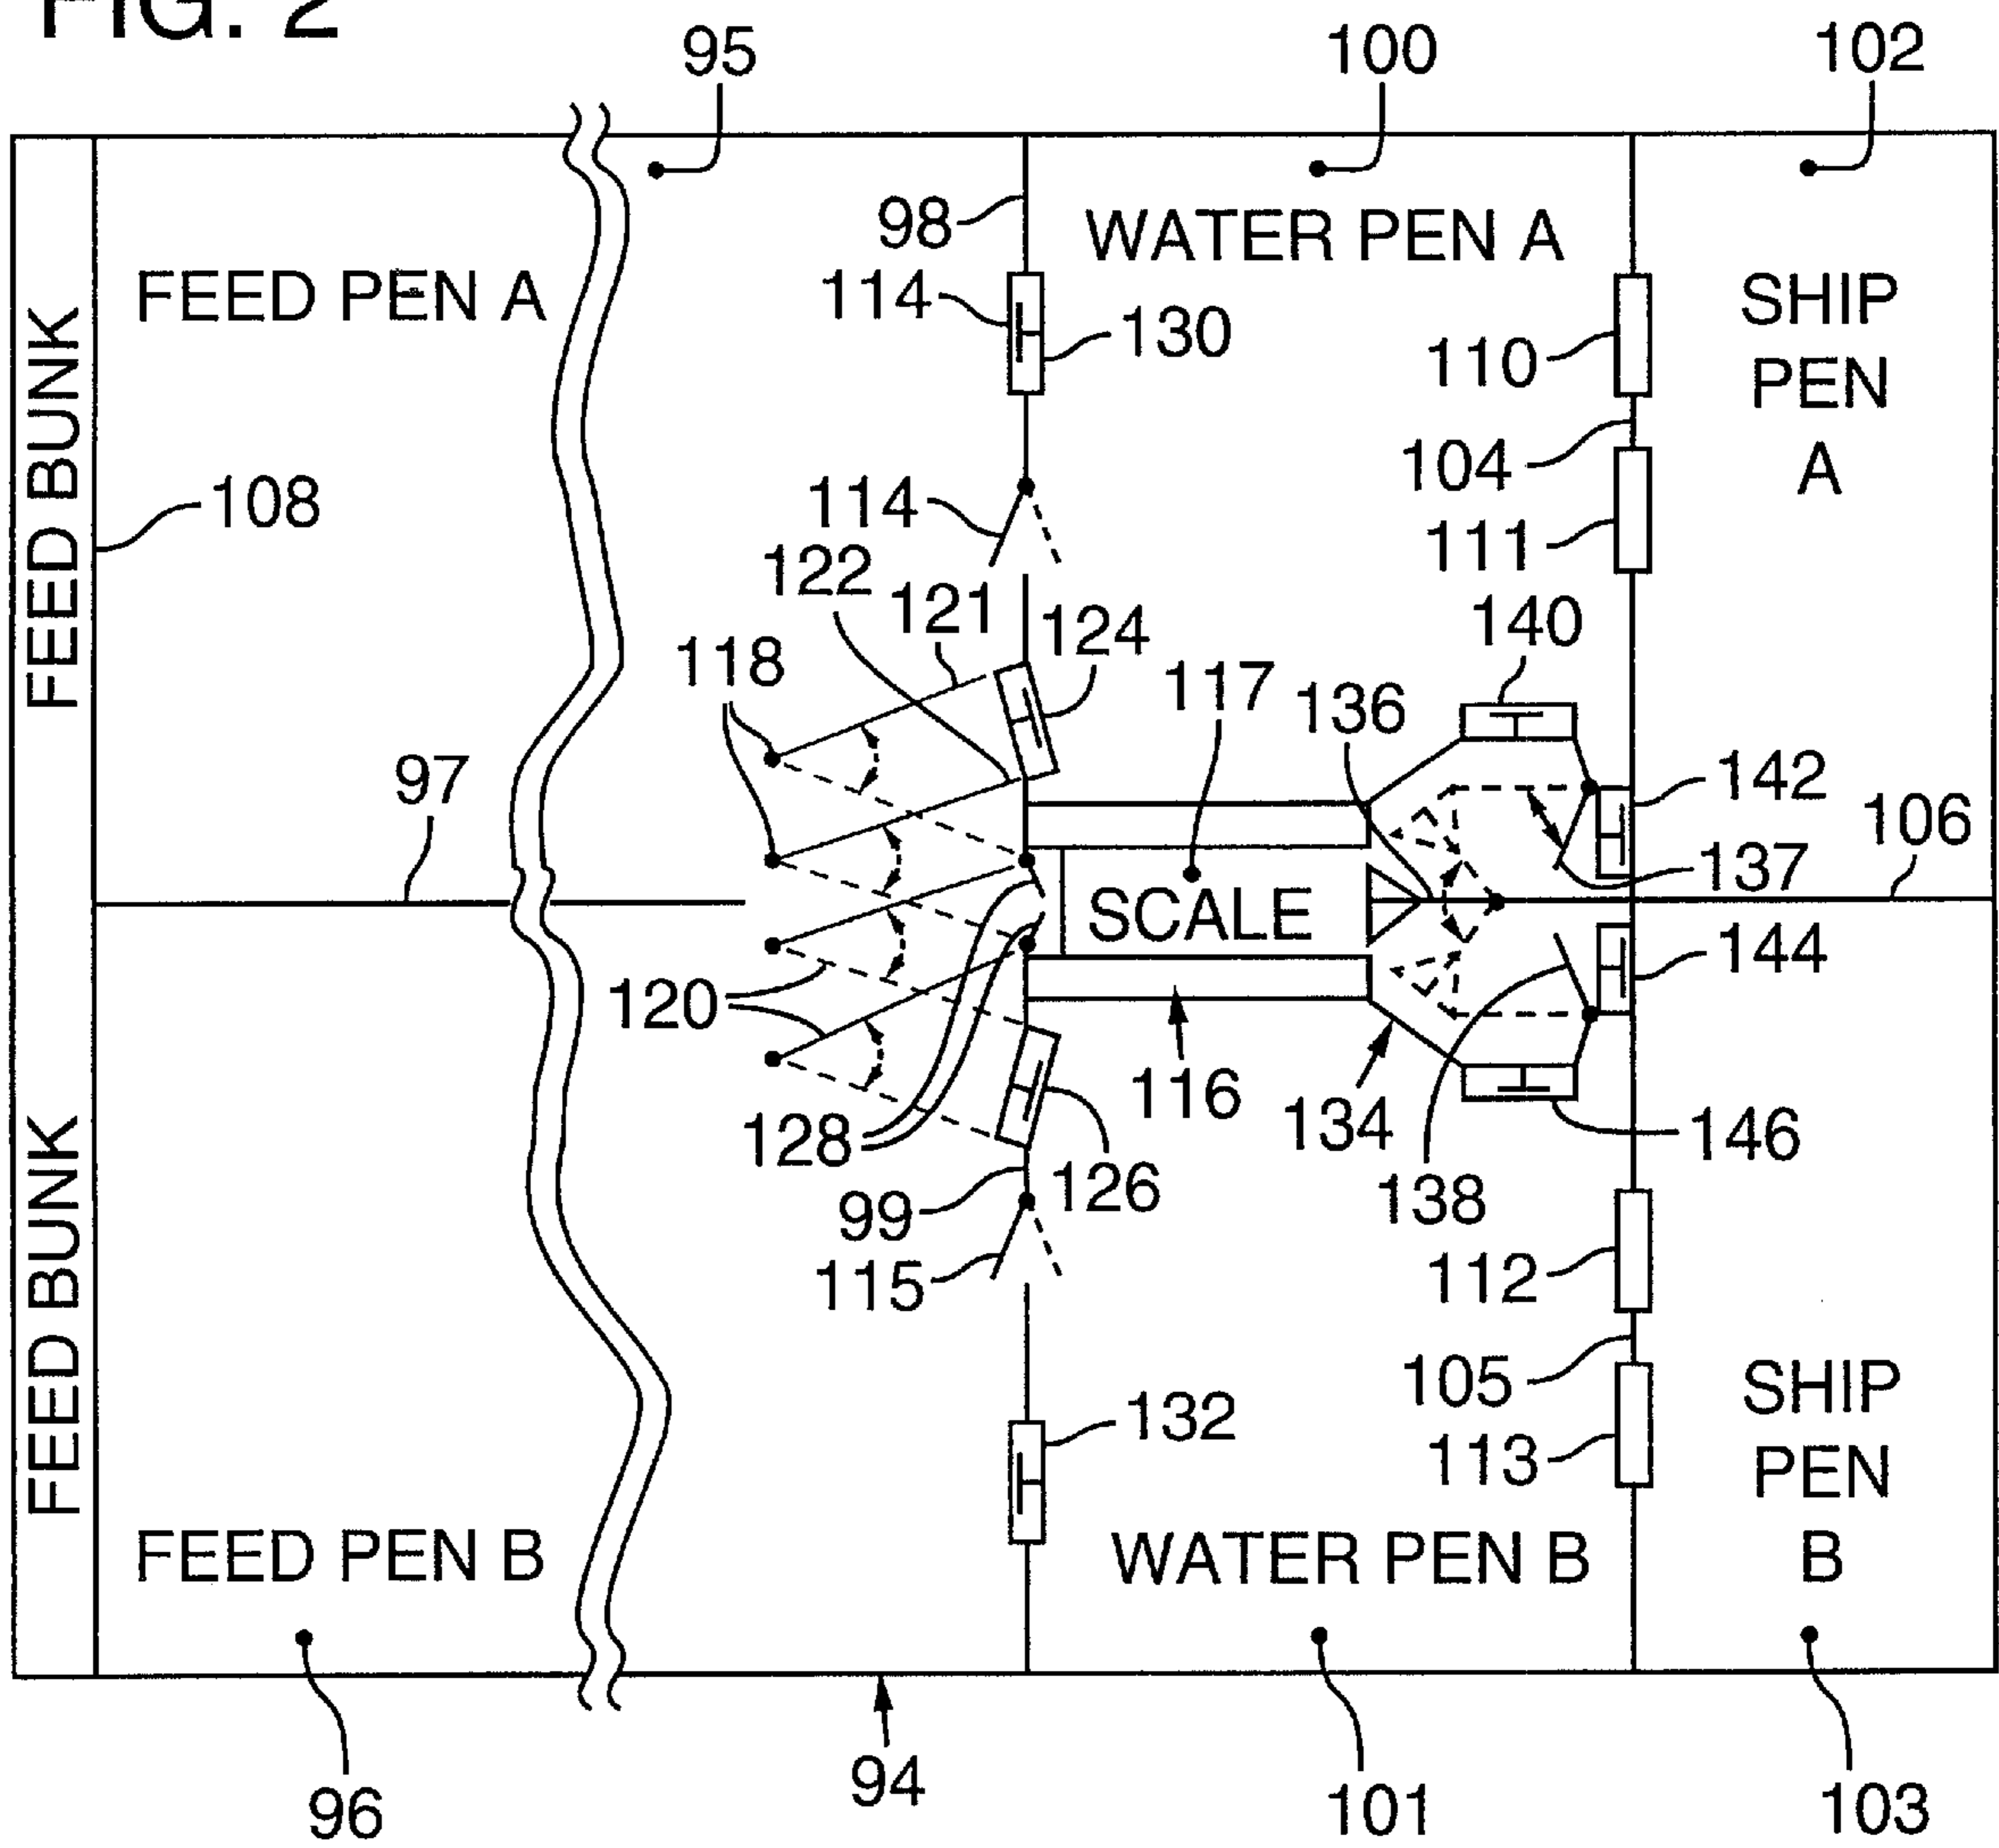 FIG. 2
95
100
102
98
WATER PEN A
114
130
FEED PEN A
SHIP
PEN
A
110
104
111
108
114
122
121
124
140
118
117
136
142
97
106
137
FEED BUNK
SCALE
144
120
128
116
134
146
138
99
126
115
112
105
113
132
FEED BUNK
SHIP
PEN
B
FEED PEN B
WATER PEN B
96
94
101
103